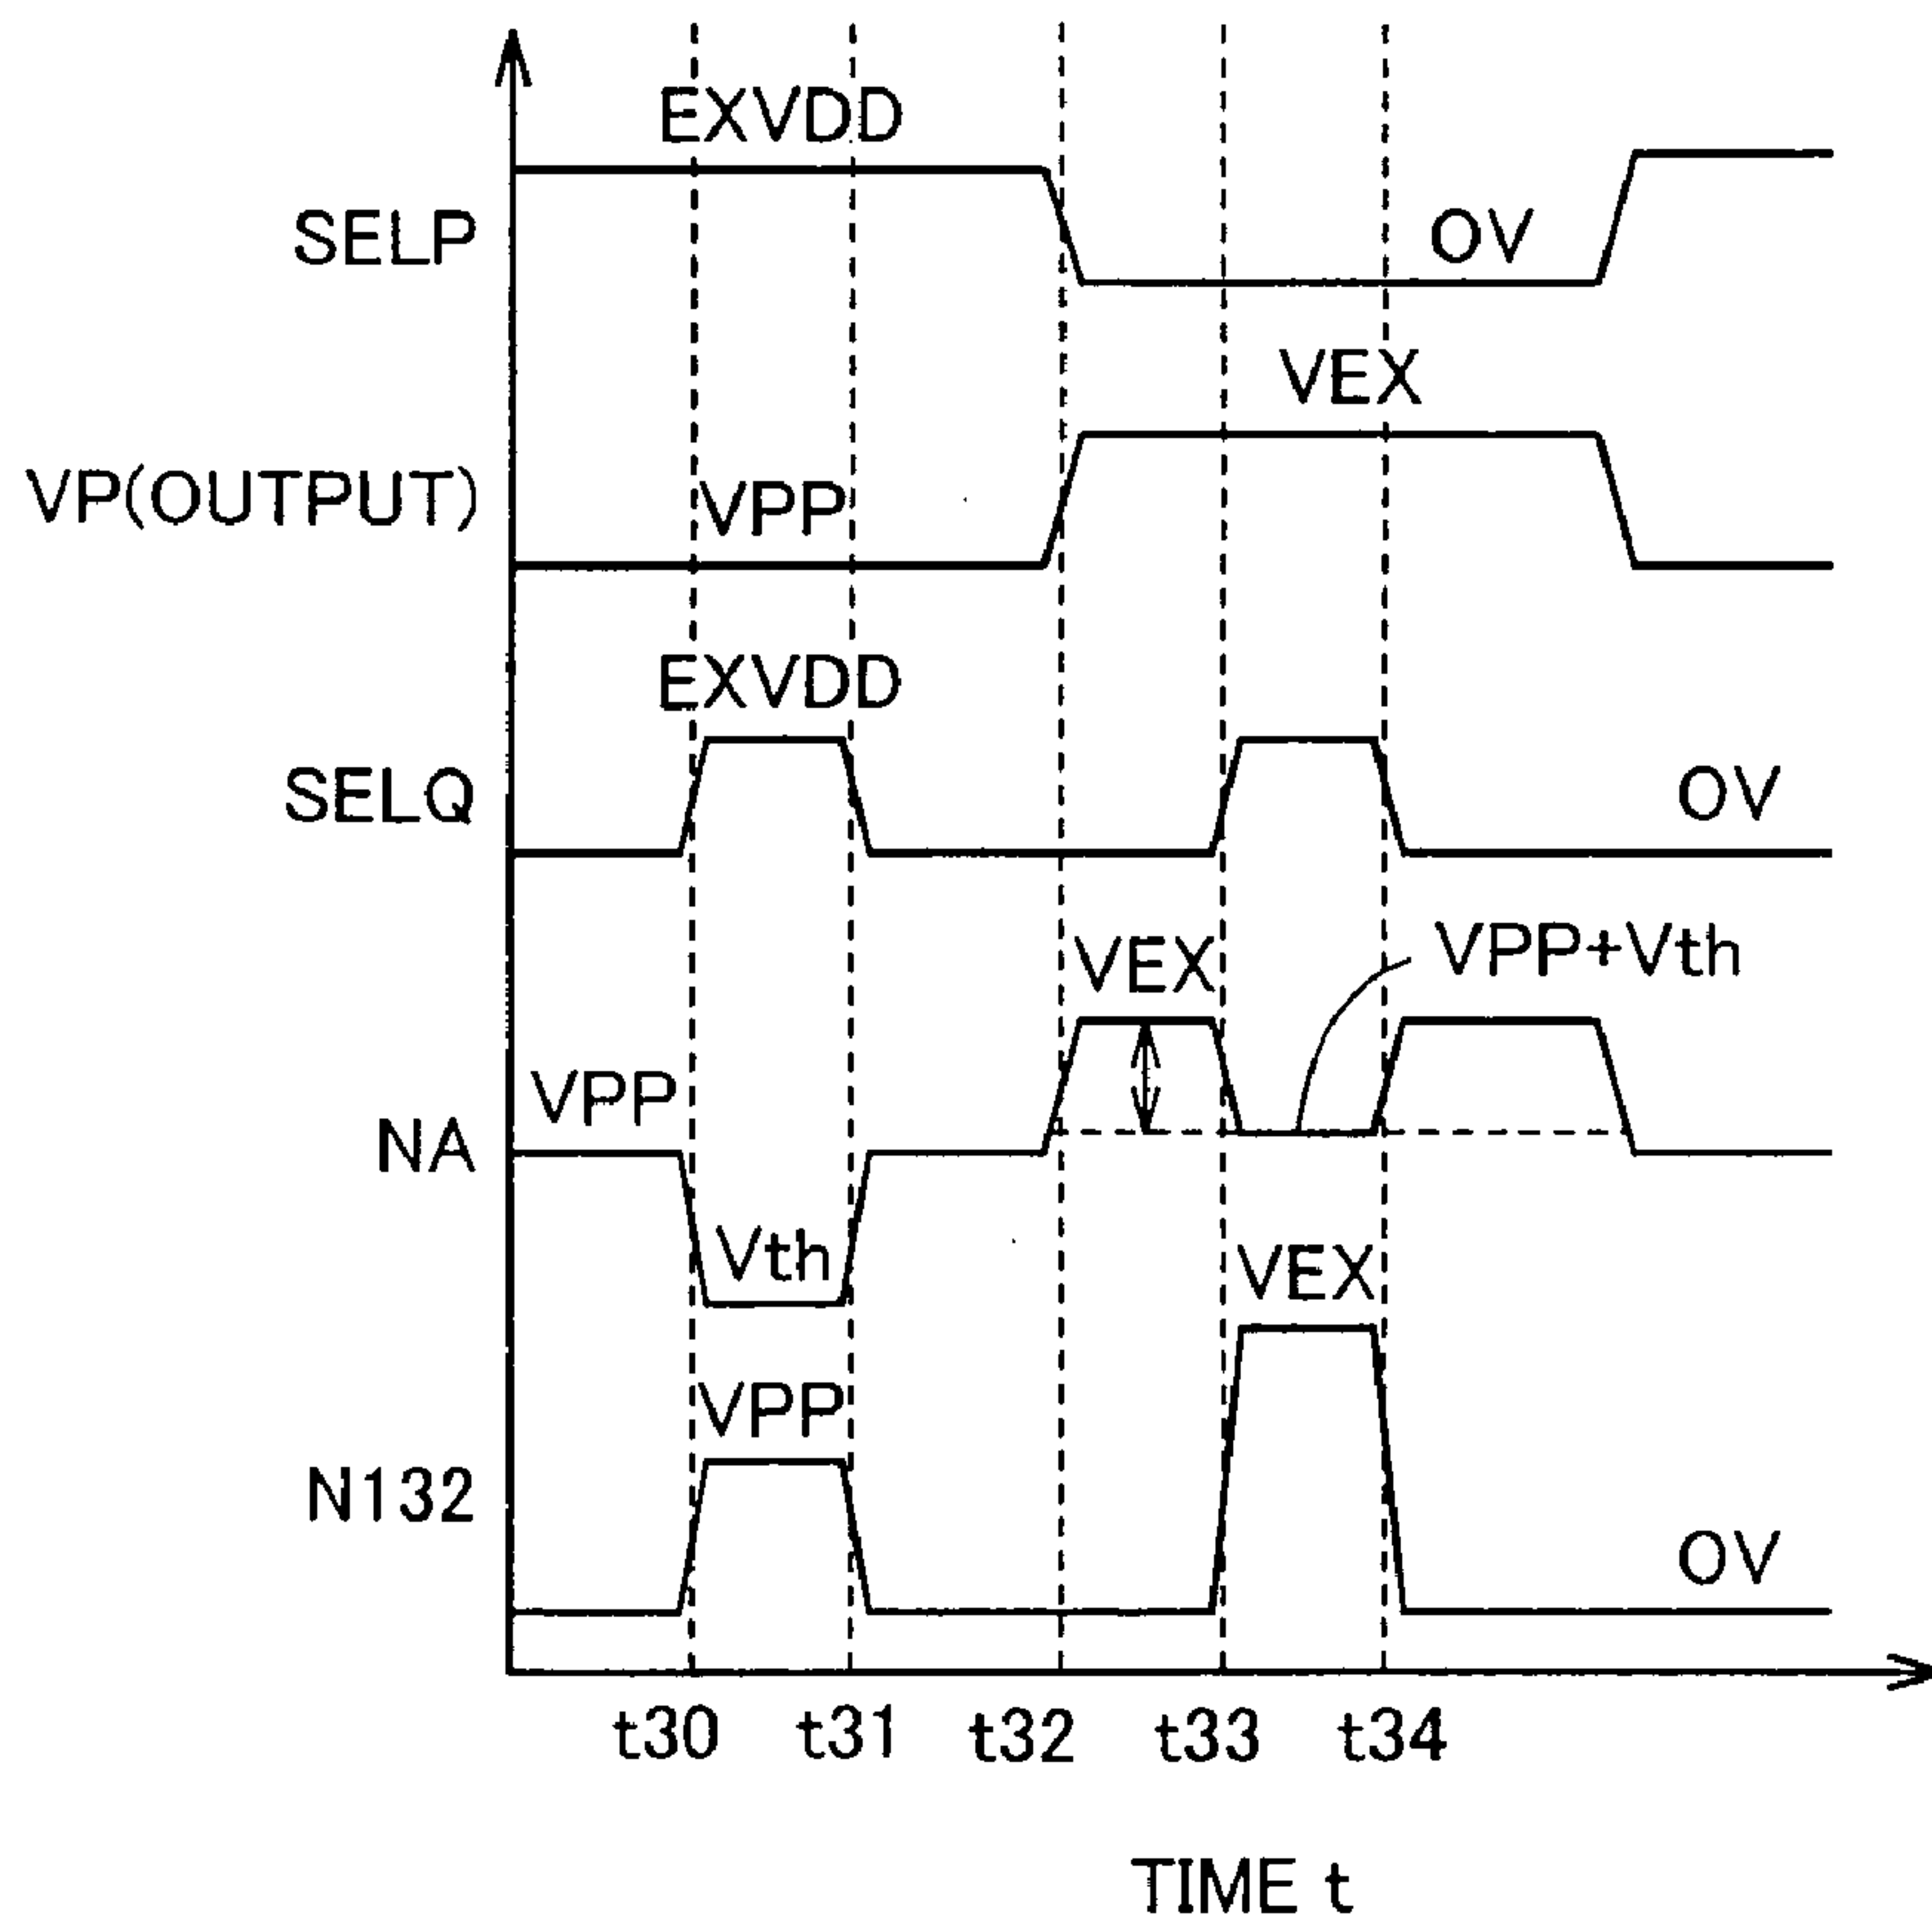 EXVDD
SELP
OV
VEX
VP(OUTPUT)
VPP
EXVDD
SELQ
OV
VEX
VPP+Vth
VPP
NA
Vth
VEX
VPP
N132
OV
t30 t31 t32 t33 t34
TIME t